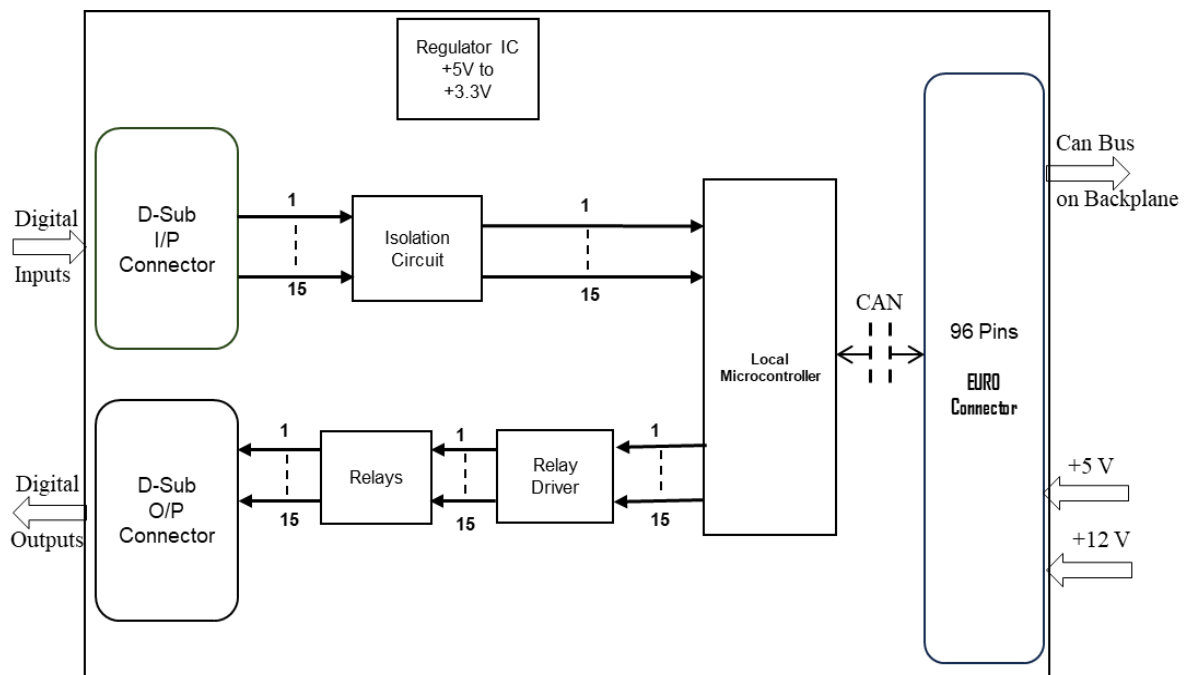 Regulator IC
+5V to
+3.3V
Can Bus
on Backplane
Digital
Inputs
D-Sub
I/P
Connector
1
15
Isolation
Circuit
1
15
Local
Microcontroller
CAN
96 Pins
EURO
Connector
Digital
Outputs
D-Sub
O/P
Connector
1
15
Relays
1
15
Relay
Driver
1
15
+5 V
+12 V